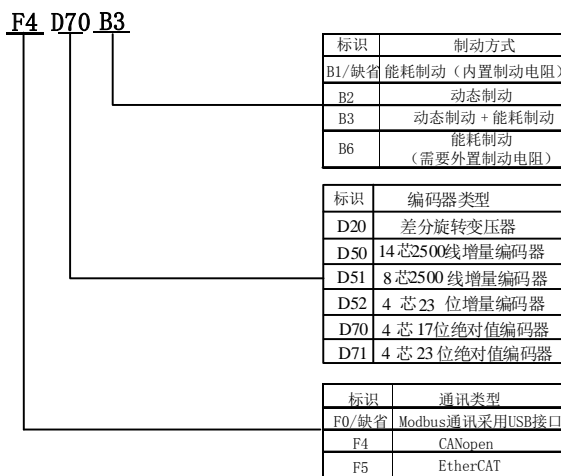 F4 D70 B3
标识 制动方式
B1/缺省 能耗制动（内置制动电阻）
B2 动态制动
B3 动态制动 + 能耗制动
B6 能耗制动
（需要外置制动电阻）
标识 编码器类型
D20 差分旋转变压器
D50 14芯2500线增量编码器
D51 8芯2500 线增量编码器
D52 4 芯 23 位增量编码器
D70 4 芯 17位绝对值编码器
D71 4 芯 23 位绝对值编码器
标识 通讯类型
F0/缺省 Modbus通讯采用USB接口
F4 CANopen
F5 EtherCAT